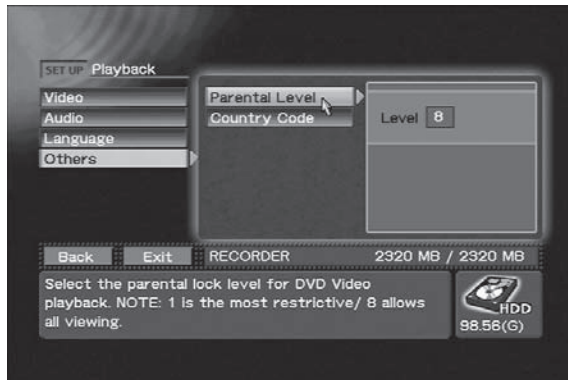 SET UP Playback
Video
Audio
Language
Others
Parental Level
Country Code
Level 8
Back Exit RECORDER 2320 MB / 2320 MB
Select the parental lock level for DVD Video
playback. NOTE: 1 is the most restrictive/ 8 allows
all viewing.
HDD
98.56(G)